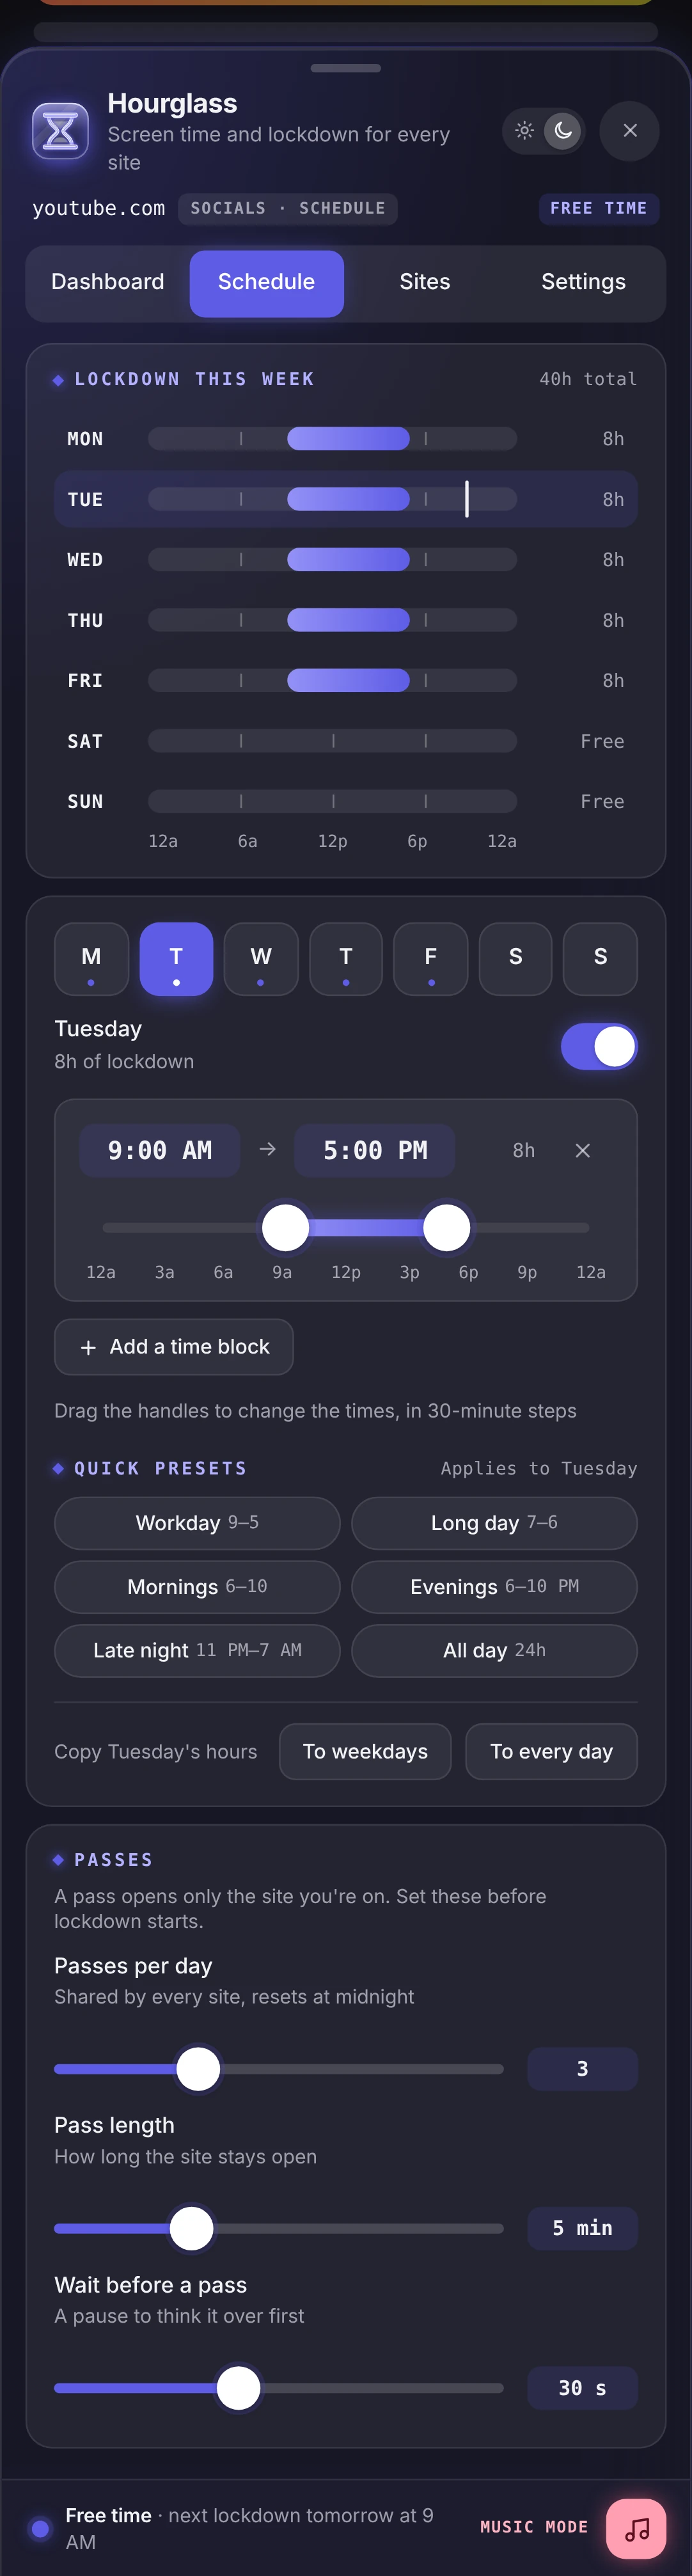 Hourglass
Screen time and lockdown for every
site
youtube.com SOCIALS · SCHEDULE FREE TIME
Dashboard Schedule Sites Settings
LOCKDOWN THIS WEEK 40h total
MON 8h
TUE 8h
WED 8h
THU 8h
FRI 8h
SAT Free
SUN Free
12a 6a 12p 6p 12a
M T W T F S S
Tuesday
8h of lockdown
9:00 AM → 5:00 PM 8h
12a 3a 6a 9a 12p 3p 6p 9p 12a
+ Add a time block
Drag the handles to change the times, in 30-minute steps
QUICK PRESETS Applies to Tuesday
Workday 9–5 Long day 7–6
Mornings 6–10 Evenings 6–10 PM
Late night 11 PM–7 AM All day 24h
Copy Tuesday's hours To weekdays To every day
PASSES
A pass opens only the site you're on. Set these before
lockdown starts.
Passes per day
Shared by every site, resets at midnight
3
Pass length
How long the site stays open
5 min
Wait before a pass
A pause to think it over first
30 s
Free time · next lockdown tomorrow at 9
AM
MUSIC MODE